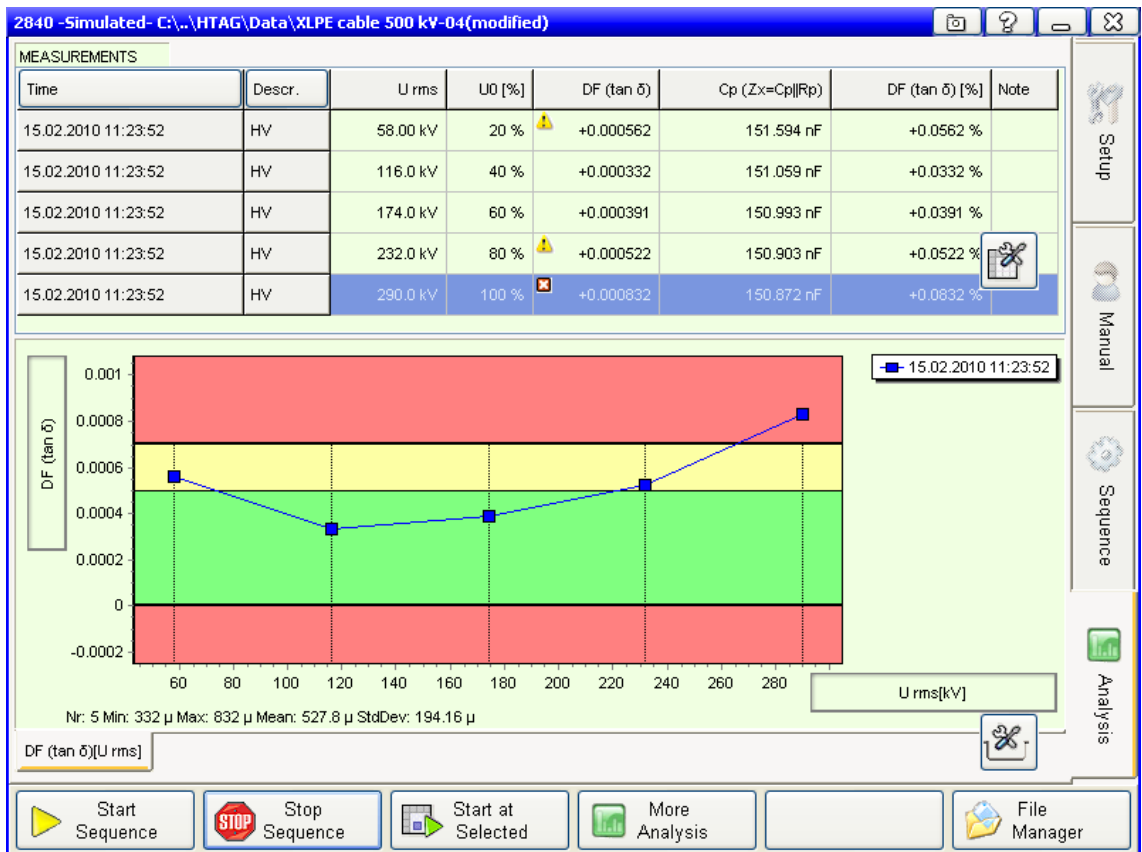 2840 -Simulated- C:\..\HTAG\Data\XLPE cable 500 kV-04(modified)
MEASUREMENTS
Time Descr. U rms U0 [%] DF (tan δ) Cp (Zx=Cp||Rp) DF (tan δ) [%] Note
15.02.2010 11:23:52 HV 58.00 kV 20 % +0.000562 151.594 nF +0.0562 %
15.02.2010 11:23:52 HV 116.0 kV 40 % +0.000332 151.059 nF +0.0332 %
15.02.2010 11:23:52 HV 174.0 kV 60 % +0.000391 150.993 nF +0.0391 %
15.02.2010 11:23:52 HV 232.0 kV 80 % +0.000522 150.903 nF +0.0522 %
15.02.2010 11:23:52 HV 290.0 kV 100 % +0.000832 150.872 nF +0.0832 %
Setup
Manual
Sequence
Analysis
15.02.2010 11:23:52
DF (tan δ)
0.001
0.0008
0.0006
0.0004
0.0002
0
-0.0002
60 80 100 120 140 160 180 200 220 240 260 280
U rms[kV]
Nr: 5 Min: 332 µ Max: 832 µ Mean: 527.8 µ StdDev: 194.16 µ
DF (tan δ)[U rms]
Start
Sequence
STOP
Stop
Sequence
Start at
Selected
More
Analysis
File
Manager